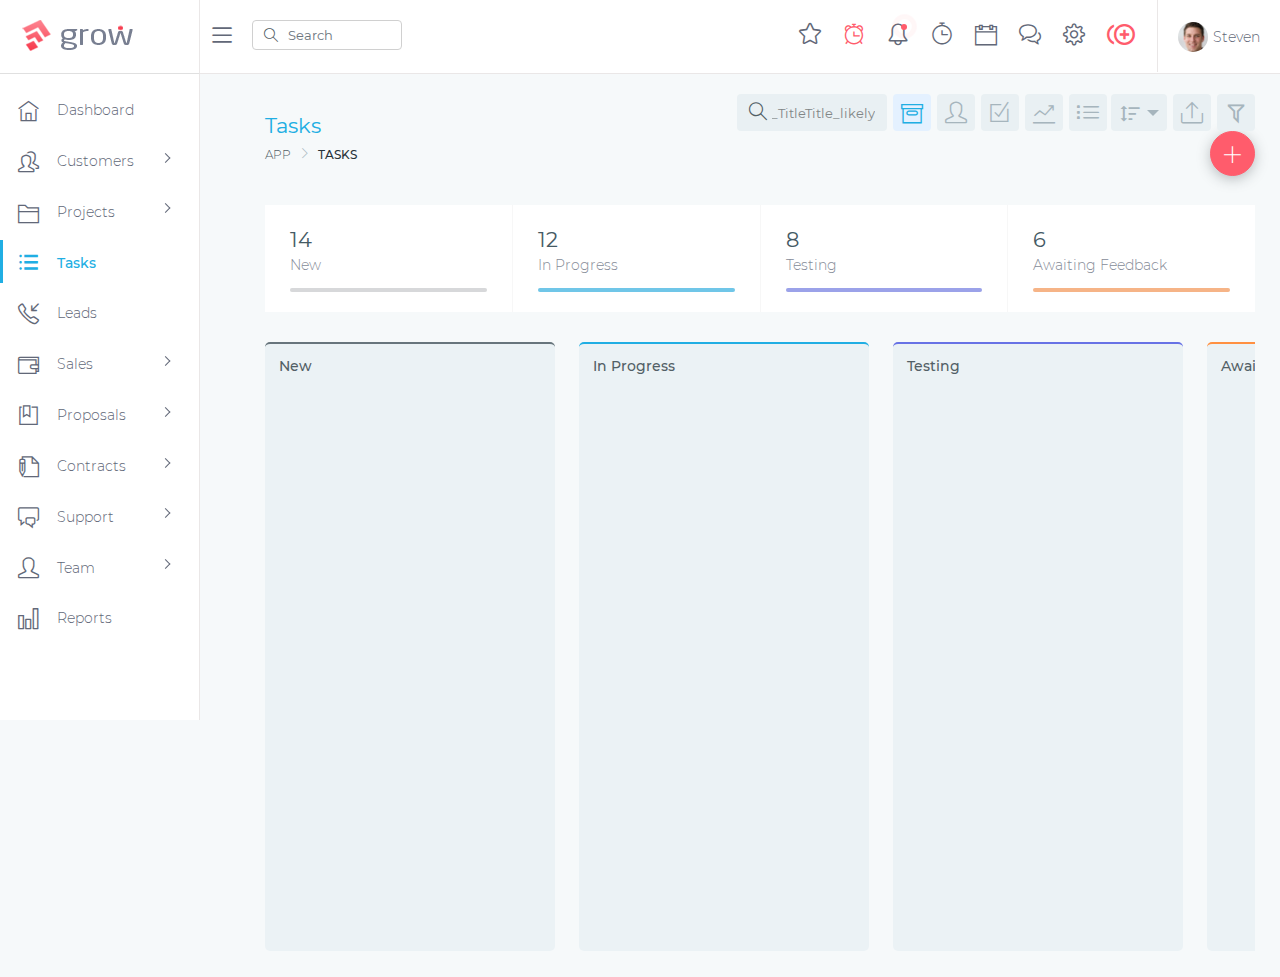 grow
Search
Steven
Dashboard
Customers
Projects
Tasks
Leads
Sales
Proposals
Contracts
Support
Team
Reports
Tasks
APP
TASKS
_TitleTitle_likely
14
New
12
In Progress
8
Testing
6
Awaiting Feedback
New
In Progress
Testing
Awai